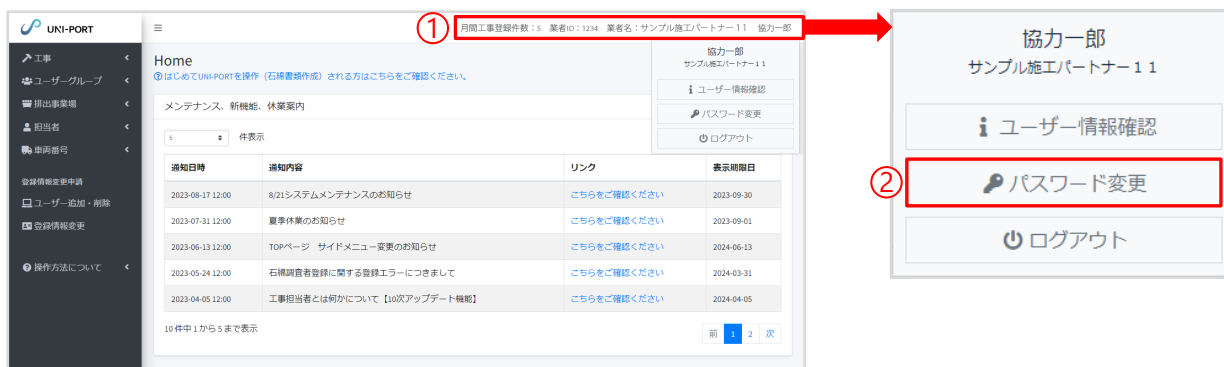 UNI-PORT
工事
ユーザーグループ
排出事業場
担当者
車両番号
登録情報変更申請
ユーザー追加・削除
登録情報変更
操作方法について
①
月間工事登録件数：5 業者ID：1234 業者名：サンプル施工パートナー１１ 協力一郎
Home
はじめてUNI-PORTを操作（石綿書類作成）される方はこちらをご確認ください。
協力一郎
サンプル施工パートナー１１
ユーザー情報確認
パスワード変更
ログアウト
メンテナンス、新機能、休業案内
5 件表示
通知日時 通知内容 リンク 表示期限日
2023-08-17 12:00 8/21システムメンテナンスのお知らせ こちらをご確認ください 2023-09-30
2023-07-31 12:00 夏季休業のお知らせ こちらをご確認ください 2023-09-01
2023-06-13 12:00 TOPページ サイドメニュー変更のお知らせ こちらをご確認ください 2024-06-13
2023-05-24 12:00 石綿調査者登録に関する登録エラーにつきまして こちらをご確認ください 2024-03-31
2023-04-05 12:00 工事担当者とは何かについて【10次アップデート機能】 こちらをご確認ください 2024-04-05
10 件中 1 から 5 まで表示
前 1 2 次
協力一郎
サンプル施工パートナー１１
ユーザー情報確認
②
パスワード変更
ログアウト